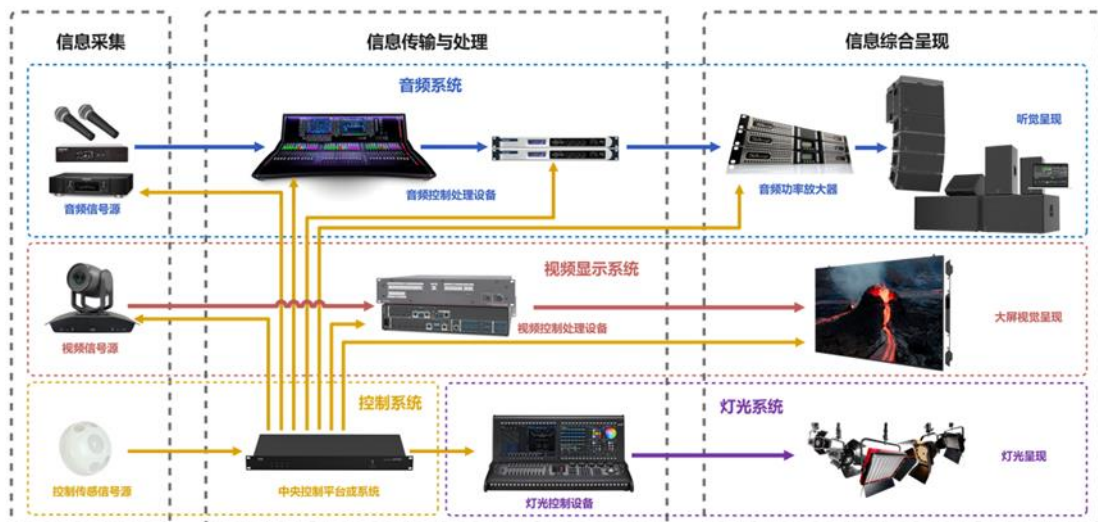 信息采集
信息传输与处理
信息综合呈现
音频系统
听觉呈现
音频信号源
音频控制处理设备
音频功率放大器
视频显示系统
大屏视觉呈现
视频信号源
视频控制处理设备
控制系统
灯光系统
控制传感信号源
中央控制平台或系统
灯光控制设备
灯光呈现